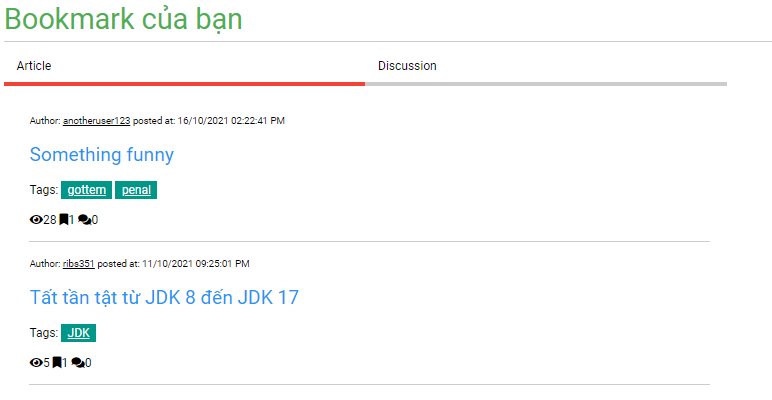 Bookmark của bạn
Article Discussion
Author: anotheruser123 posted at: 16/10/2021 02:22:41 PM
Something funny
Tags: gottem penal
28 1 0
Author: ribs351 posted at: 11/10/2021 09:25:01 PM
Tất tần tật từ JDK 8 đến JDK 17
Tags: JDK
5 1 0